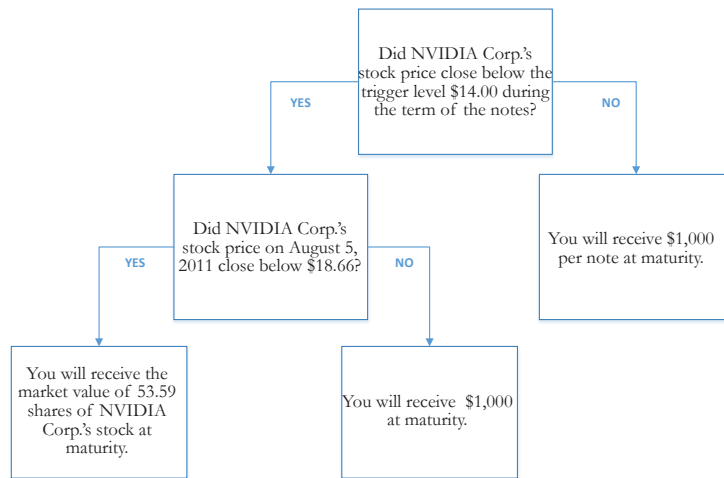 Did NVIDIA Corp.'s
stock price close below the
trigger level $14.00 during
the term of the notes?
YES
NO
Did NVIDIA Corp.'s
stock price on August 5,
2011 close below $18.66?
You will receive $1,000
per note at maturity.
YES
NO
You will receive the
market value of 53.59
shares of NVIDIA
Corp.'s stock at
maturity.
You will receive $1,000
at maturity.